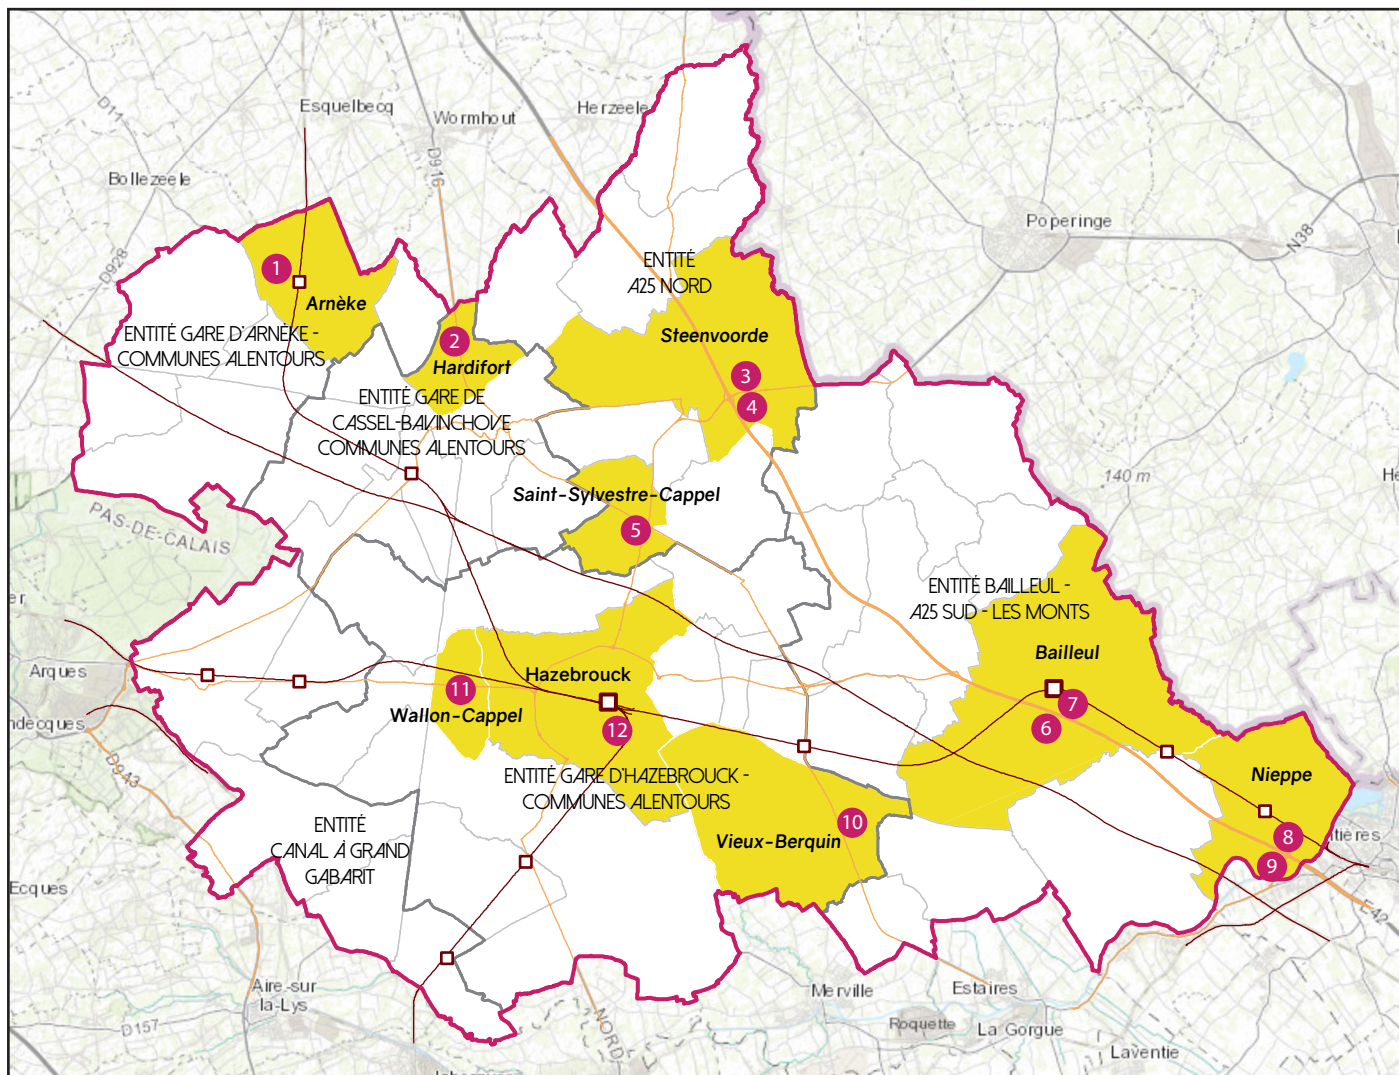 Esquelbecq
Herzeele
Wormhout
D11
D916
Bollezeele
Poperinge
N38
D928
1
Arnèke
ENTITÉ
A25 NORD
ENTITÉ GARE D'ARNÈKE -
COMMUNES ALENTOURS
2
Hardifort
Steenvoorde
3
4
ENTITÉ GARE DE
CASSEL-BAVINCHOVE
COMMUNES ALENTOURS
140 m
Saint-Sylvestre-Cappel
5
PAS-DE-CALAIS
ENTITÉ BAILLEUL -
A25 SUD - LES MONTS
Bailleul
Arques
Hazebrouck
11
Wallon-Cappel
12
7
6
ndecques
D943
ENTITÉ GARE D'HAZEBROUCK -
COMMUNES ALENTOURS
Nieppe
ENTITÉ
CANAL À GRAND
GABARIT
10
Vieux-Berquin
8
tières
9
Ecques
E42
Aire-sur
la-Lys
Merville
Estaires
D157
NORD
Roquette
La Gorgue
Laventie